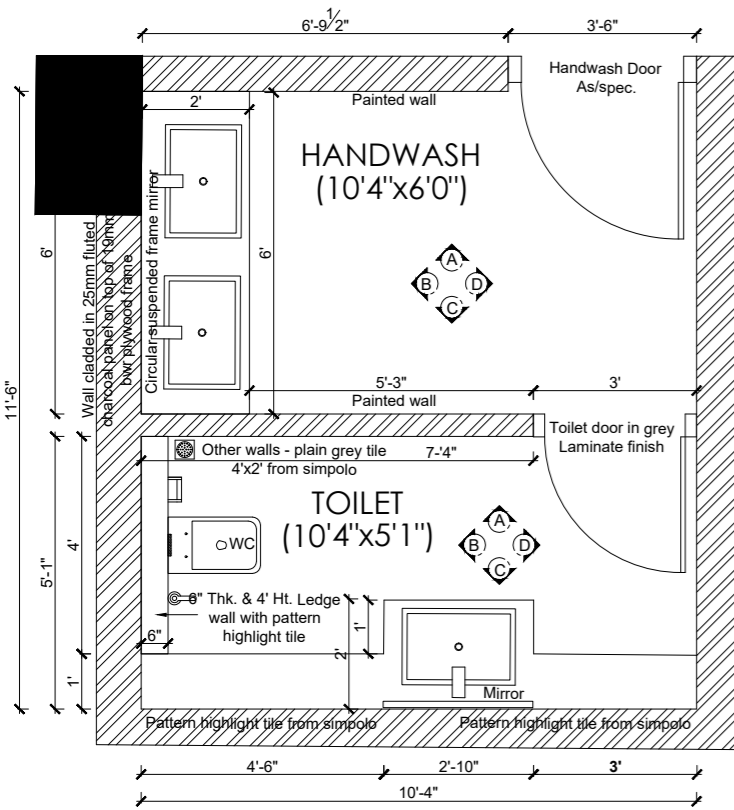 6'-9 1/2"
3'-6"
Handwash Door
As/spec.
Painted wall
2'
HANDWASH
(10'4"x6'0")
A
B
D
C
Circular suspended frame mirror
Wall cladded in 25mm fluted
charcoal panel on top of 19mm
bwr plywood frame
6'
6'
11'-6"
5'-3"
3'
Painted wall
Toilet door in grey
Laminate finish
Other walls - plain grey tile
4'x2' from simpolo
7'-4"
TOILET
(10'4"x5'1")
A
B
D
C
WC
4'
5'-1"
6" Thk. & 4' Ht. Ledge
wall with pattern
highlight tile
6"
1'
2'
1'
Mirror
Pattern highlight tile from simpolo
Pattern highlight tile from simpolo
4'-6"
2'-10"
3'
10'-4"